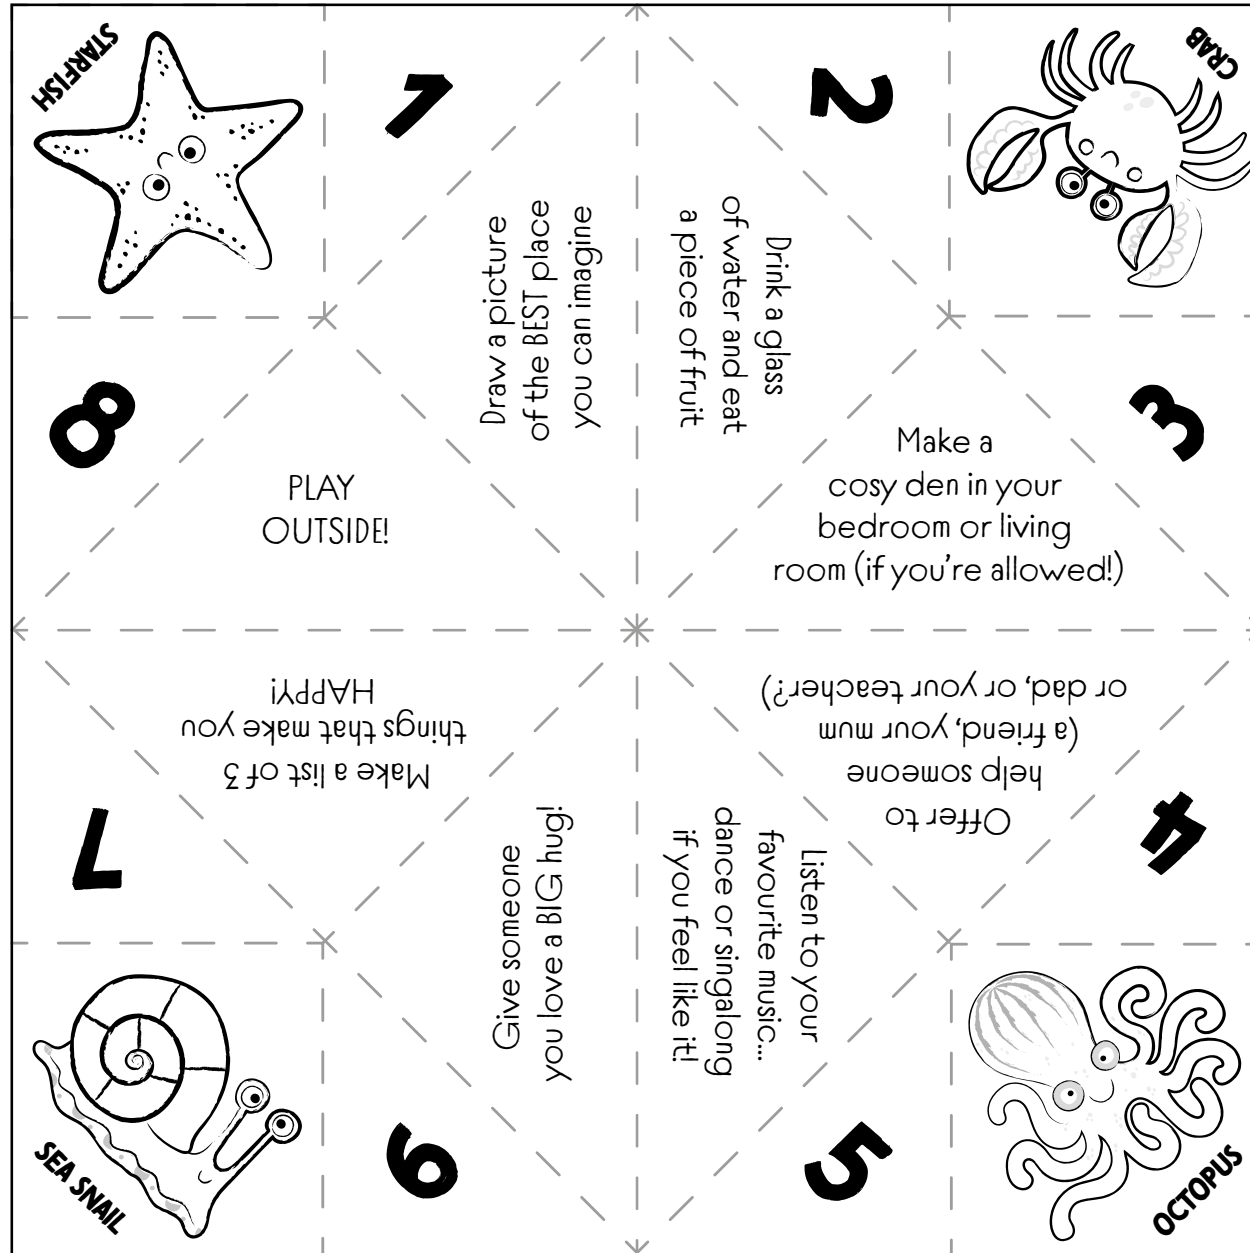 STARFISH
1
2
CRAB
Draw a picture
of the BEST place
you can imagine
Drink a glass
of water and eat
a piece of fruit
8
3
PLAY
OUTSIDE!
Make a
cosy den in your
bedroom or living
room (if you're allowed!)
Make a list of 3
things that make you
HAPPY!
Offer to
help someone
(a friend, your mum
or dad, or your teacher?)
7
4
Give someone
you love a BIG hug!
Listen to your
favourite music...
dance or singalong
if you feel like it!
SEA SNAIL
6
5
OCTOPUS